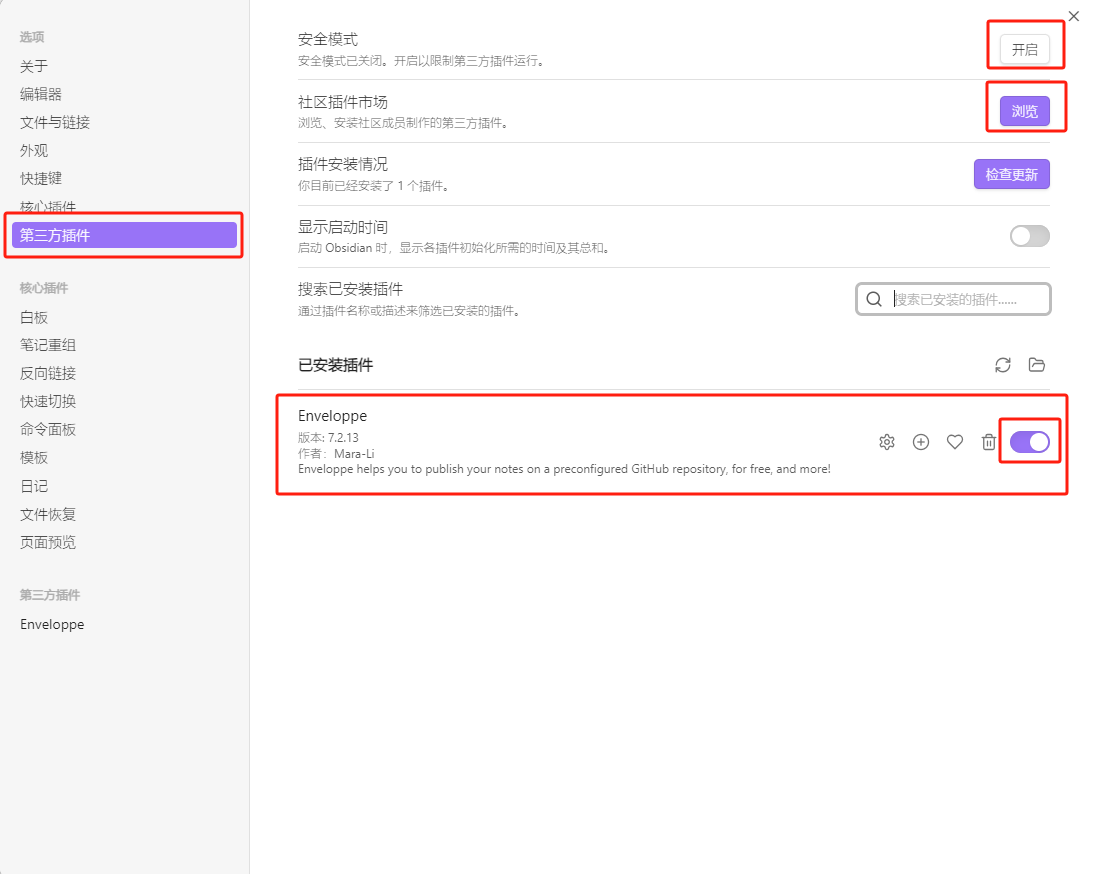 选项
关于
编辑器
文件与链接
外观
快捷键
核心插件
第三方插件
核心插件
白板
笔记重组
反向链接
快速切换
命令面板
模板
日记
文件恢复
页面预览
第三方插件
Enveloppe
安全模式
安全模式已关闭。开启以限制第三方插件运行。
开启
社区插件市场
浏览、安装社区成员制作的第三方插件。
浏览
插件安装情况
你目前已经安装了 1 个插件。
检查更新
显示启动时间
启动 Obsidian 时，显示各插件初始化所需的时间及其总和。
搜索已安装插件
通过插件名称或描述来筛选已安装的插件。
搜索已安装的插件......
已安装插件
Enveloppe
版本: 7.2.13
作者： Mara-Li
Enveloppe helps you to publish your notes on a preconfigured GitHub repository, for free, and more!